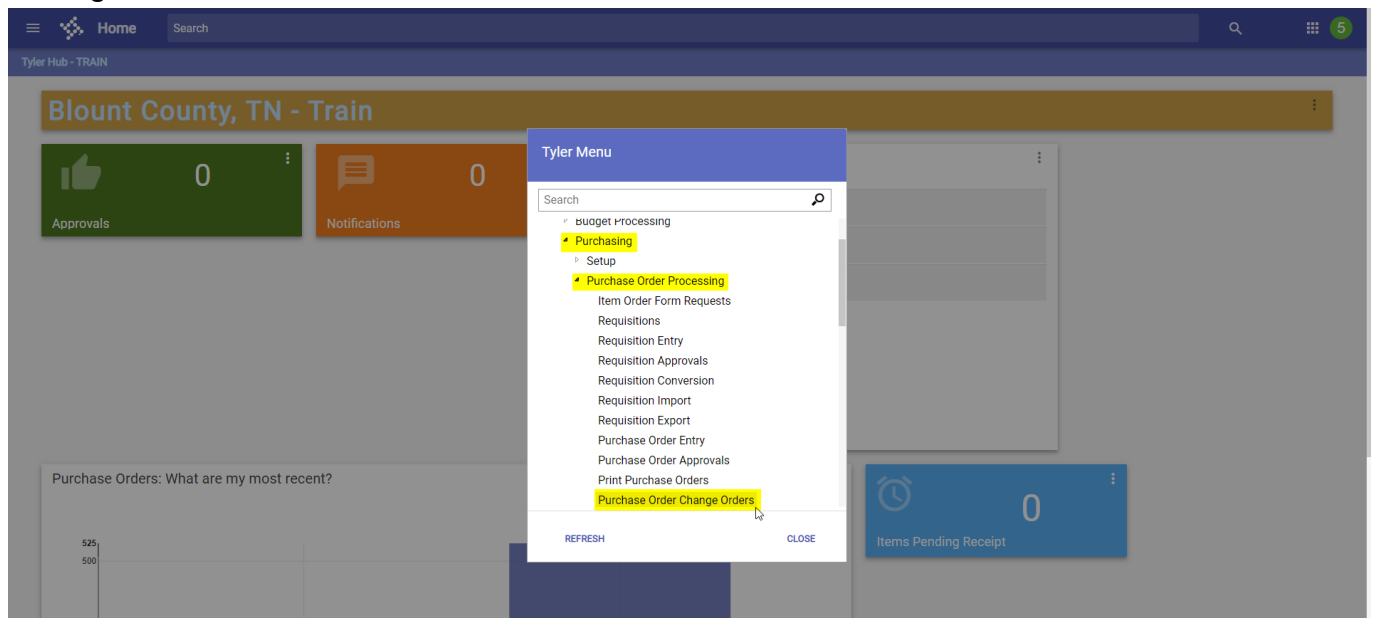 Home
Search
5
Tyler Hub - TRAIN
Blount County, TN - Train
0
Approvals
0
Notifications
Tyler Menu
Search
Budget Processing
Purchasing
Setup
Purchase Order Processing
Item Order Form Requests
Requisitions
Requisition Entry
Requisition Approvals
Requisition Conversion
Requisition Import
Requisition Export
Purchase Order Entry
Purchase Order Approvals
Print Purchase Orders
Purchase Order Change Orders
REFRESH
CLOSE
Purchase Orders: What are my most recent?
525
500
0
Items Pending Receipt